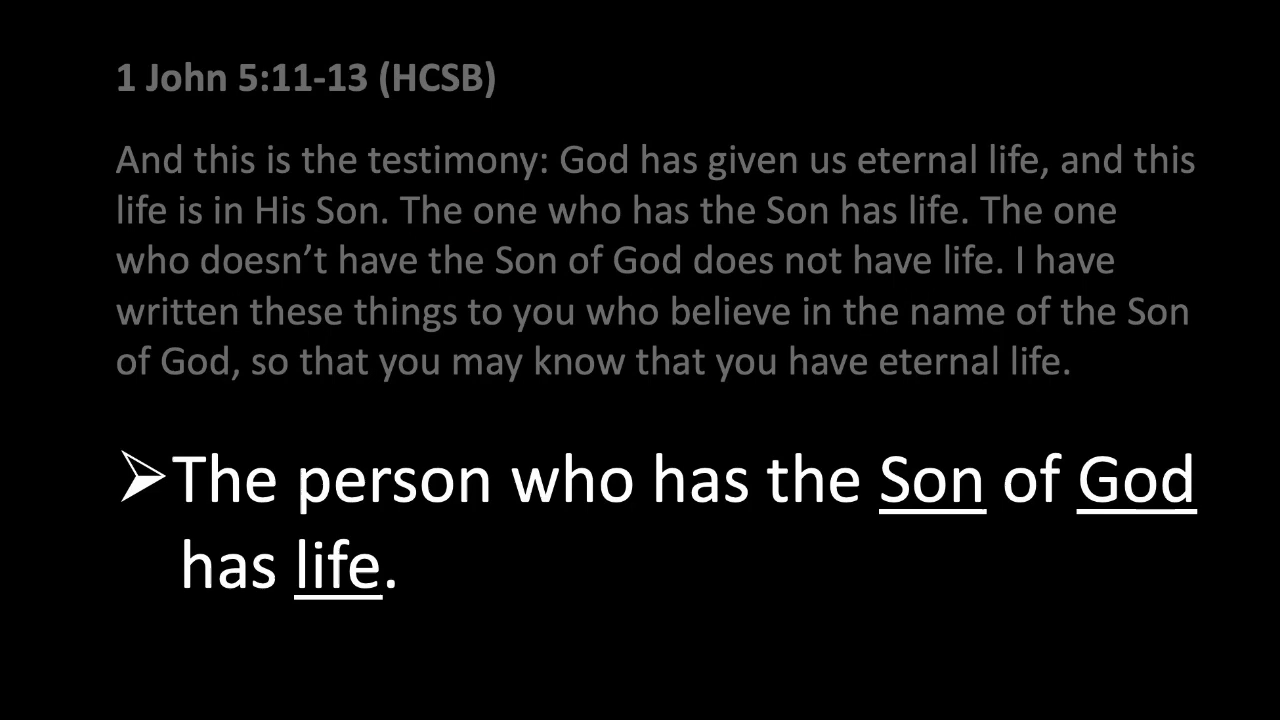 1 John 5:11-13 (HCSB)
And this is the testimony: God has given us eternal life, and this
life is in His Son. The one who has the Son has life. The one
who doesn’t have the Son of God does not have life. I have
written these things to you who believe in the name of the Son
of God, so that you may know that you have eternal life.
➢The person who has the Son of God
has life.